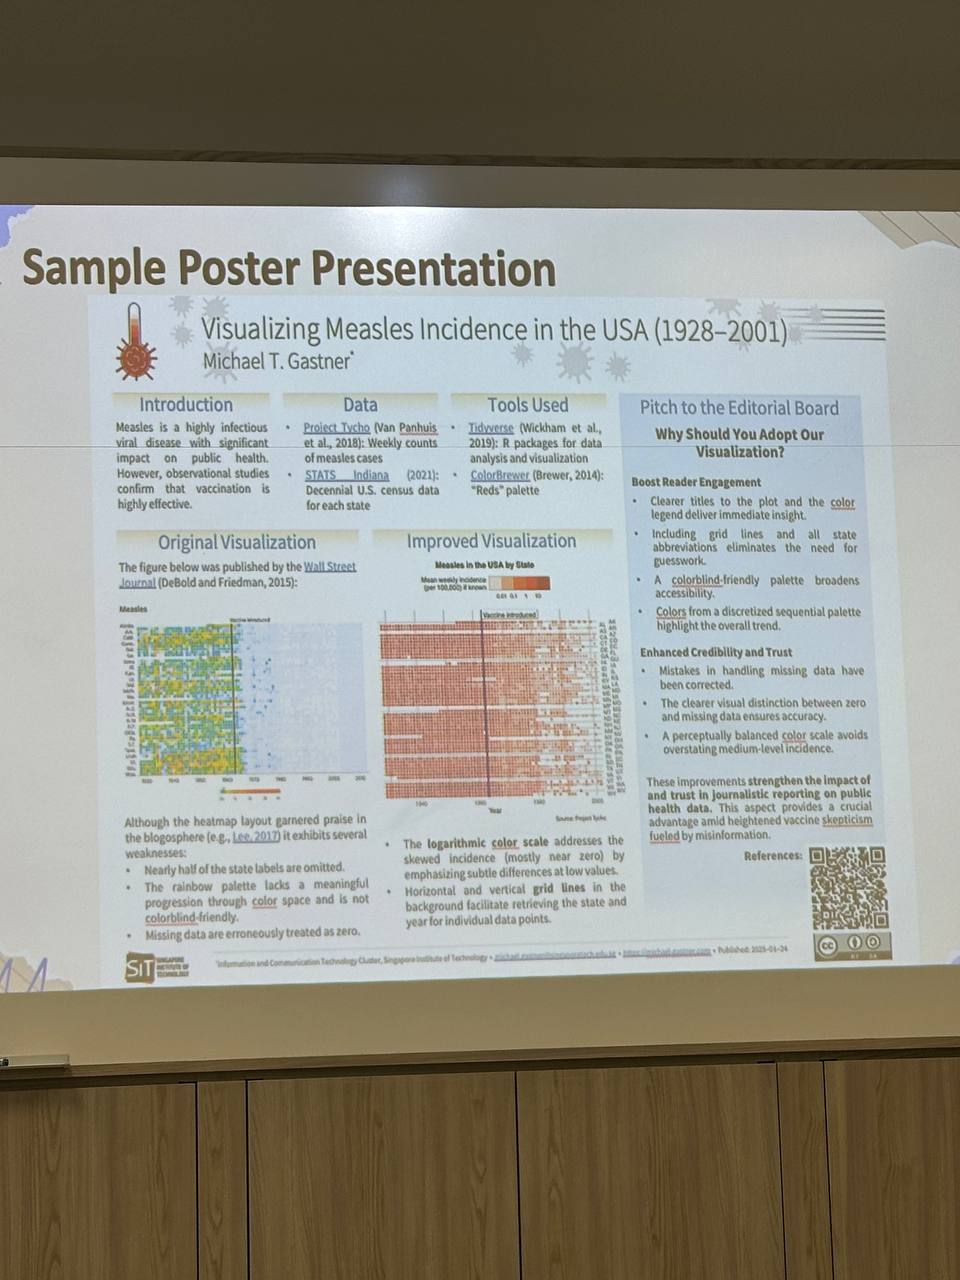 Sample Poster Presentation
Visualizing Measles Incidence in the USA (1928–2001)
Michael T. Gastner*
Introduction
Measles is a highly infectious
viral disease with significant
impact on public health.
However, observational studies
confirm that vaccination is
highly effective.
Data
• Project Tycho (Van Panhuis
et al., 2018): Weekly counts
of measles cases
• STATS Indiana (2021):
Decennial U.S. census data
for each state
Tools Used
• Tidyverse (Wickham et al.,
2019): R packages for data
analysis and visualization
• ColorBrewer (Brewer, 2014):
"Reds" palette
Original Visualization
The figure below was published by the Wall Street
Journal (DeBold and Friedman, 2015):
Measles
Vaccine introduced
Although the heatmap layout garnered praise in
the blogosphere (e.g., Lee, 2017) it exhibits several
weaknesses:
• Nearly half of the state labels are omitted.
• The rainbow palette lacks a meaningful
progression through color space and is not
colorblind-friendly.
• Missing data are erroneously treated as zero.
Improved Visualization
Measles in the USA by State
Mean weekly incidence
(per 100,000) if known
0.01 0.1 1 10
Vaccine introduced
1940 1960 1980 2000
Year
Source: Project Tycho
• The logarithmic color scale addresses the
skewed incidence (mostly near zero) by
emphasizing subtle differences at low values.
• Horizontal and vertical grid lines in the
background facilitate retrieving the state and
year for individual data points.
Pitch to the Editorial Board
Why Should You Adopt Our
Visualization?
Boost Reader Engagement
• Clearer titles to the plot and the color
legend deliver immediate insight.
• Including grid lines and all state
abbreviations eliminates the need for
guesswork.
• A colorblind-friendly palette broadens
accessibility.
• Colors from a discretized sequential palette
highlight the overall trend.
Enhanced Credibility and Trust
• Mistakes in handling missing data have
been corrected.
• The clearer visual distinction between zero
and missing data ensures accuracy.
• A perceptually balanced color scale avoids
overstating medium-level incidence.
These improvements strengthen the impact of
and trust in journalistic reporting on public
health data. This aspect provides a crucial
advantage amid heightened vaccine skepticism
fueled by misinformation.
References:
SiT SINGAPORE INSTITUTE OF TECHNOLOGY
*Information and Communication Technology Cluster, Singapore Institute of Technology • • https://michael-gastner.com • Published: 2025-01-24
cc
BY SA